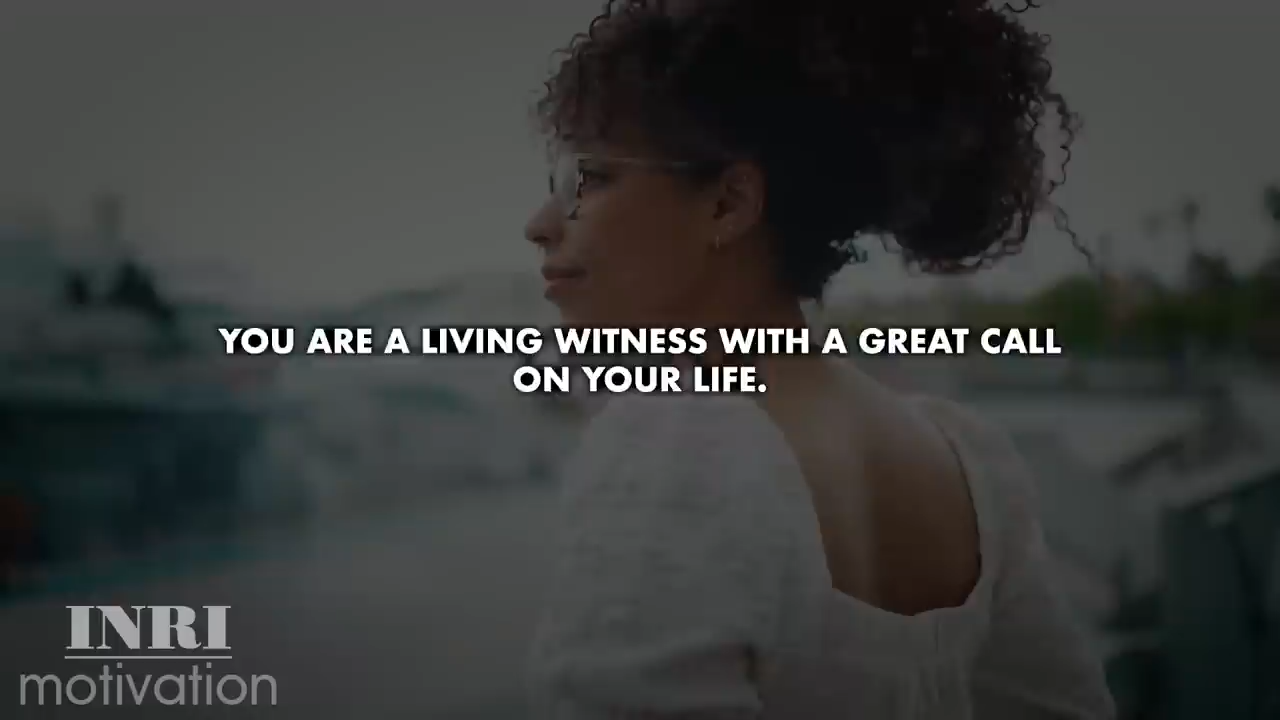 YOU ARE A LIVING WITNESS WITH A GREAT CALL
ON YOUR LIFE.
INRI
motivation